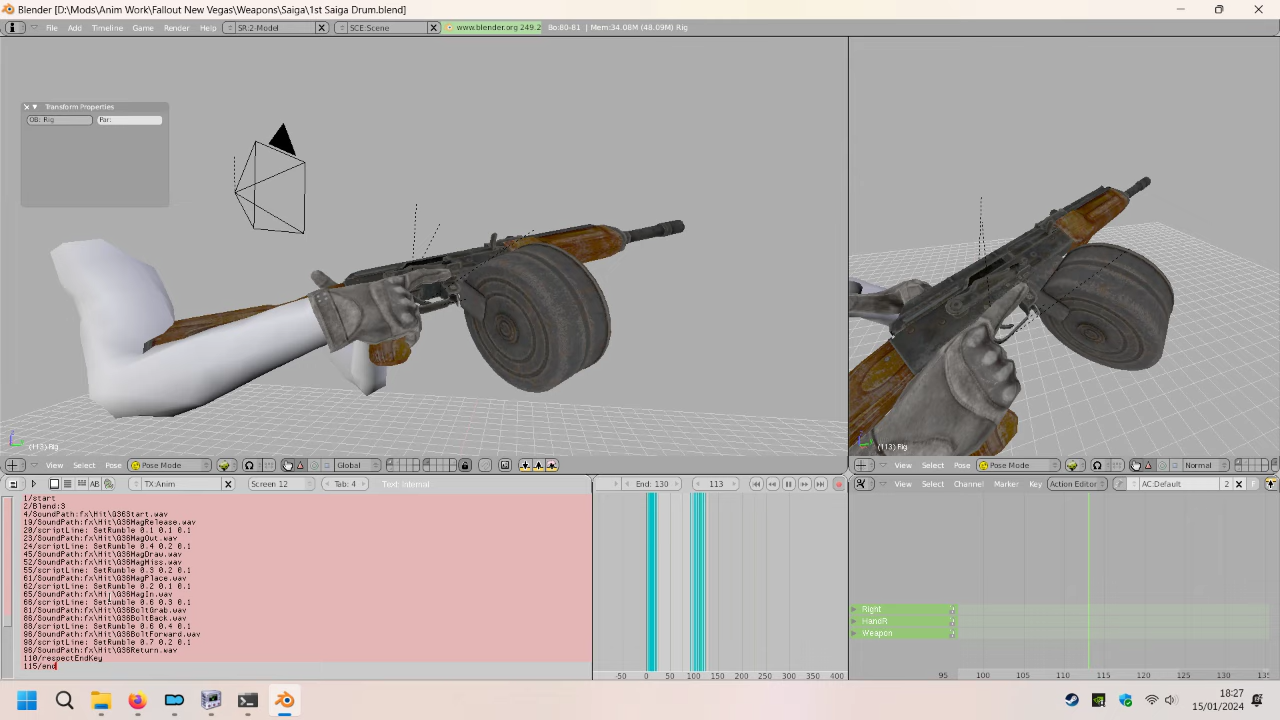 Blender [D:\Mods\Anim Work\Fallout New Vegas\Weapons\Saiga\1st Saiga Drum.blend]
File Add Timeline Game Render Help SR:2-Model SCE:Scene www.blender.org 249.2 Bo:80-81 | Mem:34.08M (48.09M) Rig
Transform Properties
OB: Rig Par:
(113) Rig
(113) Rig
View Select Pose Pose Mode Global
View Select Pose Pose Mode Normal
TX:Anim Screen 12 Tab: 4 Text: Internal
End: 130 113
View Select Channel Marker Key Action Editor AC:Default 2 F
1/start
2/Blend:3
4/SoundPath:fx\Hit\G36Start.wav
19/SoundPath:fx\Hit\G36MagRelease.wav
20/scriptLine: SetRumble 0.1 0.1 0.1
23/SoundPath:fx\Hit\G36MagOut.wav
24/scriptLine: SetRumble 0.4 0.2 0.1
45/SoundPath:fx\Hit\G36MagDraw.wav
52/SoundPath:fx\Hit\G36MagMiss.wav
55/scriptLine: SetRumble 0.3 0.2 0.1
61/SoundPath:fx\Hit\G36MagPlace.wav
62/scriptLine: SetRumble 0.2 0.1 0.1
65/SoundPath:fx\Hit\G36MagIn.wav
66/scriptLine: SetRumble 0.6 0.3 0.1
81/SoundPath:fx\Hit\G36BoltGrab.wav
86/SoundPath:fx\Hit\G36BoltBack.wav
88/scriptLine: SetRumble 0.6 0.4 0.1
96/SoundPath:fx\Hit\G36BoltForward.wav
98/scriptLine: SetRumble 0.7 0.2 0.1
98/SoundPath:fx\Hit\G36Return.wav
110/respectEndKey
115/end
-50 0 50 100 150 200 250 300 350 400
Right
HandR
Weapon
95 100 105 110 115 120 125 130
18:27
15/01/2024